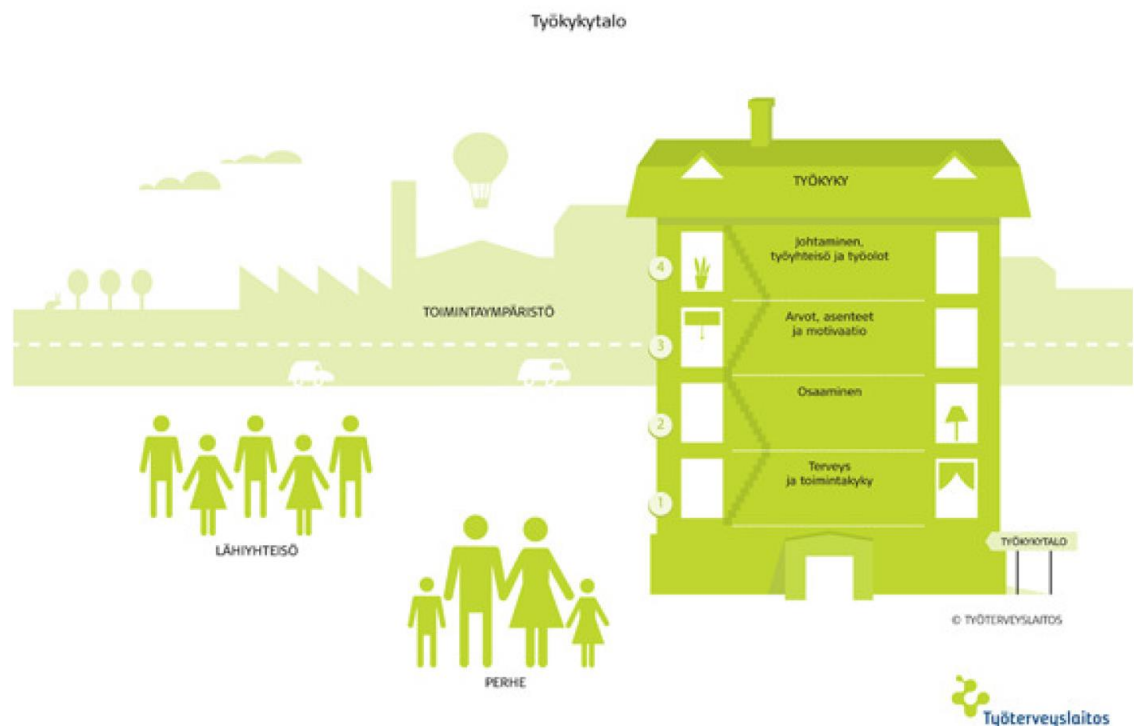 Työkykytalo
TYÖKYKY
4
Johtaminen,
työyhteisö ja työolot
TOIMINTAYMPÄRISTÖ
3
Arvot, asenteet
ja motivaatio
2
Osaaminen
1
Terveys
ja toimintakyky
LÄHIYHTEISÖ
PERHE
TYÖKYKYTALO
© TYÖTERVEYSLAITOS
Työterveyslaitos